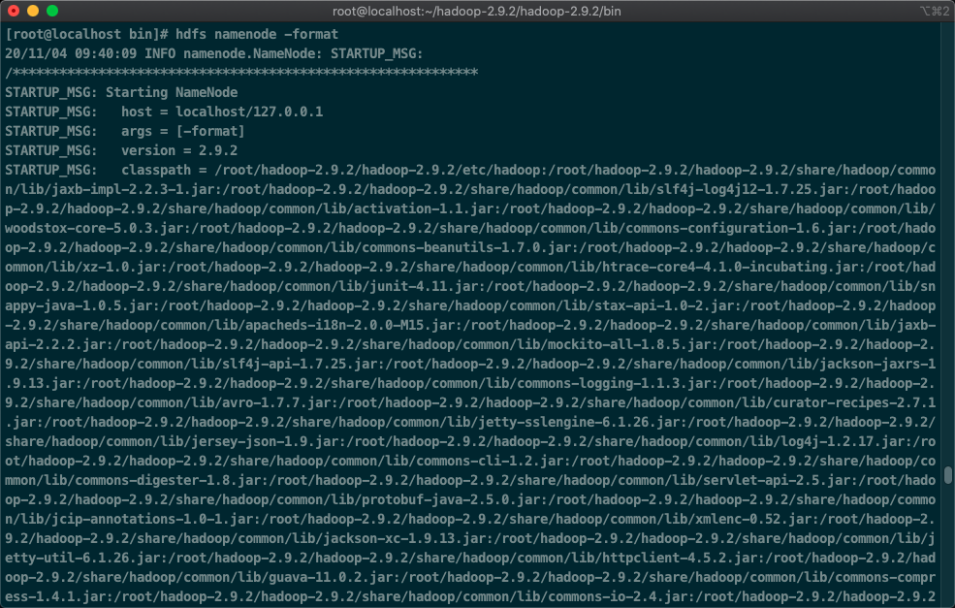 root@localhost:~/hadoop-2.9.2/hadoop-2.9.2/bin
⌥⌘2
[root@localhost bin]# hdfs namenode -format
20/11/04 09:40:09 INFO namenode.NameNode: STARTUP_MSG:
/************************************************************
STARTUP_MSG: Starting NameNode
STARTUP_MSG:   host = localhost/127.0.0.1
STARTUP_MSG:   args = [-format]
STARTUP_MSG:   version = 2.9.2
STARTUP_MSG:   classpath = /root/hadoop-2.9.2/hadoop-2.9.2/etc/hadoop:/root/hadoop-2.9.2/hadoop-2.9.2/share/hadoop/commo
n/lib/jaxb-impl-2.2.3-1.jar:/root/hadoop-2.9.2/hadoop-2.9.2/share/hadoop/common/lib/slf4j-log4j12-1.7.25.jar:/root/hadoo
p-2.9.2/hadoop-2.9.2/share/hadoop/common/lib/activation-1.1.jar:/root/hadoop-2.9.2/hadoop-2.9.2/share/hadoop/common/lib/
woodstox-core-5.0.3.jar:/root/hadoop-2.9.2/hadoop-2.9.2/share/hadoop/common/lib/commons-configuration-1.6.jar:/root/hado
op-2.9.2/hadoop-2.9.2/share/hadoop/common/lib/commons-beanutils-1.7.0.jar:/root/hadoop-2.9.2/hadoop-2.9.2/share/hadoop/c
ommon/lib/xz-1.0.jar:/root/hadoop-2.9.2/hadoop-2.9.2/share/hadoop/common/lib/htrace-core4-4.1.0-incubating.jar:/root/had
oop-2.9.2/hadoop-2.9.2/share/hadoop/common/lib/junit-4.11.jar:/root/hadoop-2.9.2/hadoop-2.9.2/share/hadoop/common/lib/sn
appy-java-1.0.5.jar:/root/hadoop-2.9.2/hadoop-2.9.2/share/hadoop/common/lib/stax-api-1.0-2.jar:/root/hadoop-2.9.2/hadoop
-2.9.2/share/hadoop/common/lib/apacheds-i18n-2.0.0-M15.jar:/root/hadoop-2.9.2/hadoop-2.9.2/share/hadoop/common/lib/jaxb-
api-2.2.2.jar:/root/hadoop-2.9.2/hadoop-2.9.2/share/hadoop/common/lib/mockito-all-1.8.5.jar:/root/hadoop-2.9.2/hadoop-2.
9.2/share/hadoop/common/lib/slf4j-api-1.7.25.jar:/root/hadoop-2.9.2/hadoop-2.9.2/share/hadoop/common/lib/jackson-jaxrs-1
.9.13.jar:/root/hadoop-2.9.2/hadoop-2.9.2/share/hadoop/common/lib/commons-logging-1.1.3.jar:/root/hadoop-2.9.2/hadoop-2.
9.2/share/hadoop/common/lib/avro-1.7.7.jar:/root/hadoop-2.9.2/hadoop-2.9.2/share/hadoop/common/lib/curator-recipes-2.7.1
.jar:/root/hadoop-2.9.2/hadoop-2.9.2/share/hadoop/common/lib/jetty-sslengine-6.1.26.jar:/root/hadoop-2.9.2/hadoop-2.9.2/
share/hadoop/common/lib/jersey-json-1.9.jar:/root/hadoop-2.9.2/hadoop-2.9.2/share/hadoop/common/lib/log4j-1.2.17.jar:/ro
ot/hadoop-2.9.2/hadoop-2.9.2/share/hadoop/common/lib/commons-cli-1.2.jar:/root/hadoop-2.9.2/hadoop-2.9.2/share/hadoop/co
mmon/lib/commons-digester-1.8.jar:/root/hadoop-2.9.2/hadoop-2.9.2/share/hadoop/common/lib/servlet-api-2.5.jar:/root/hado
op-2.9.2/hadoop-2.9.2/share/hadoop/common/lib/protobuf-java-2.5.0.jar:/root/hadoop-2.9.2/hadoop-2.9.2/share/hadoop/commo
n/lib/jcip-annotations-1.0-1.jar:/root/hadoop-2.9.2/hadoop-2.9.2/share/hadoop/common/lib/xmlenc-0.52.jar:/root/hadoop-2.
9.2/hadoop-2.9.2/share/hadoop/common/lib/jackson-xc-1.9.13.jar:/root/hadoop-2.9.2/hadoop-2.9.2/share/hadoop/common/lib/j
etty-util-6.1.26.jar:/root/hadoop-2.9.2/hadoop-2.9.2/share/hadoop/common/lib/httpclient-4.5.2.jar:/root/hadoop-2.9.2/had
oop-2.9.2/share/hadoop/common/lib/guava-11.0.2.jar:/root/hadoop-2.9.2/hadoop-2.9.2/share/hadoop/common/lib/commons-compr
ess-1.4.1.jar:/root/hadoop-2.9.2/hadoop-2.9.2/share/hadoop/common/lib/commons-io-2.4.jar:/root/hadoop-2.9.2/hadoop-2.9.2